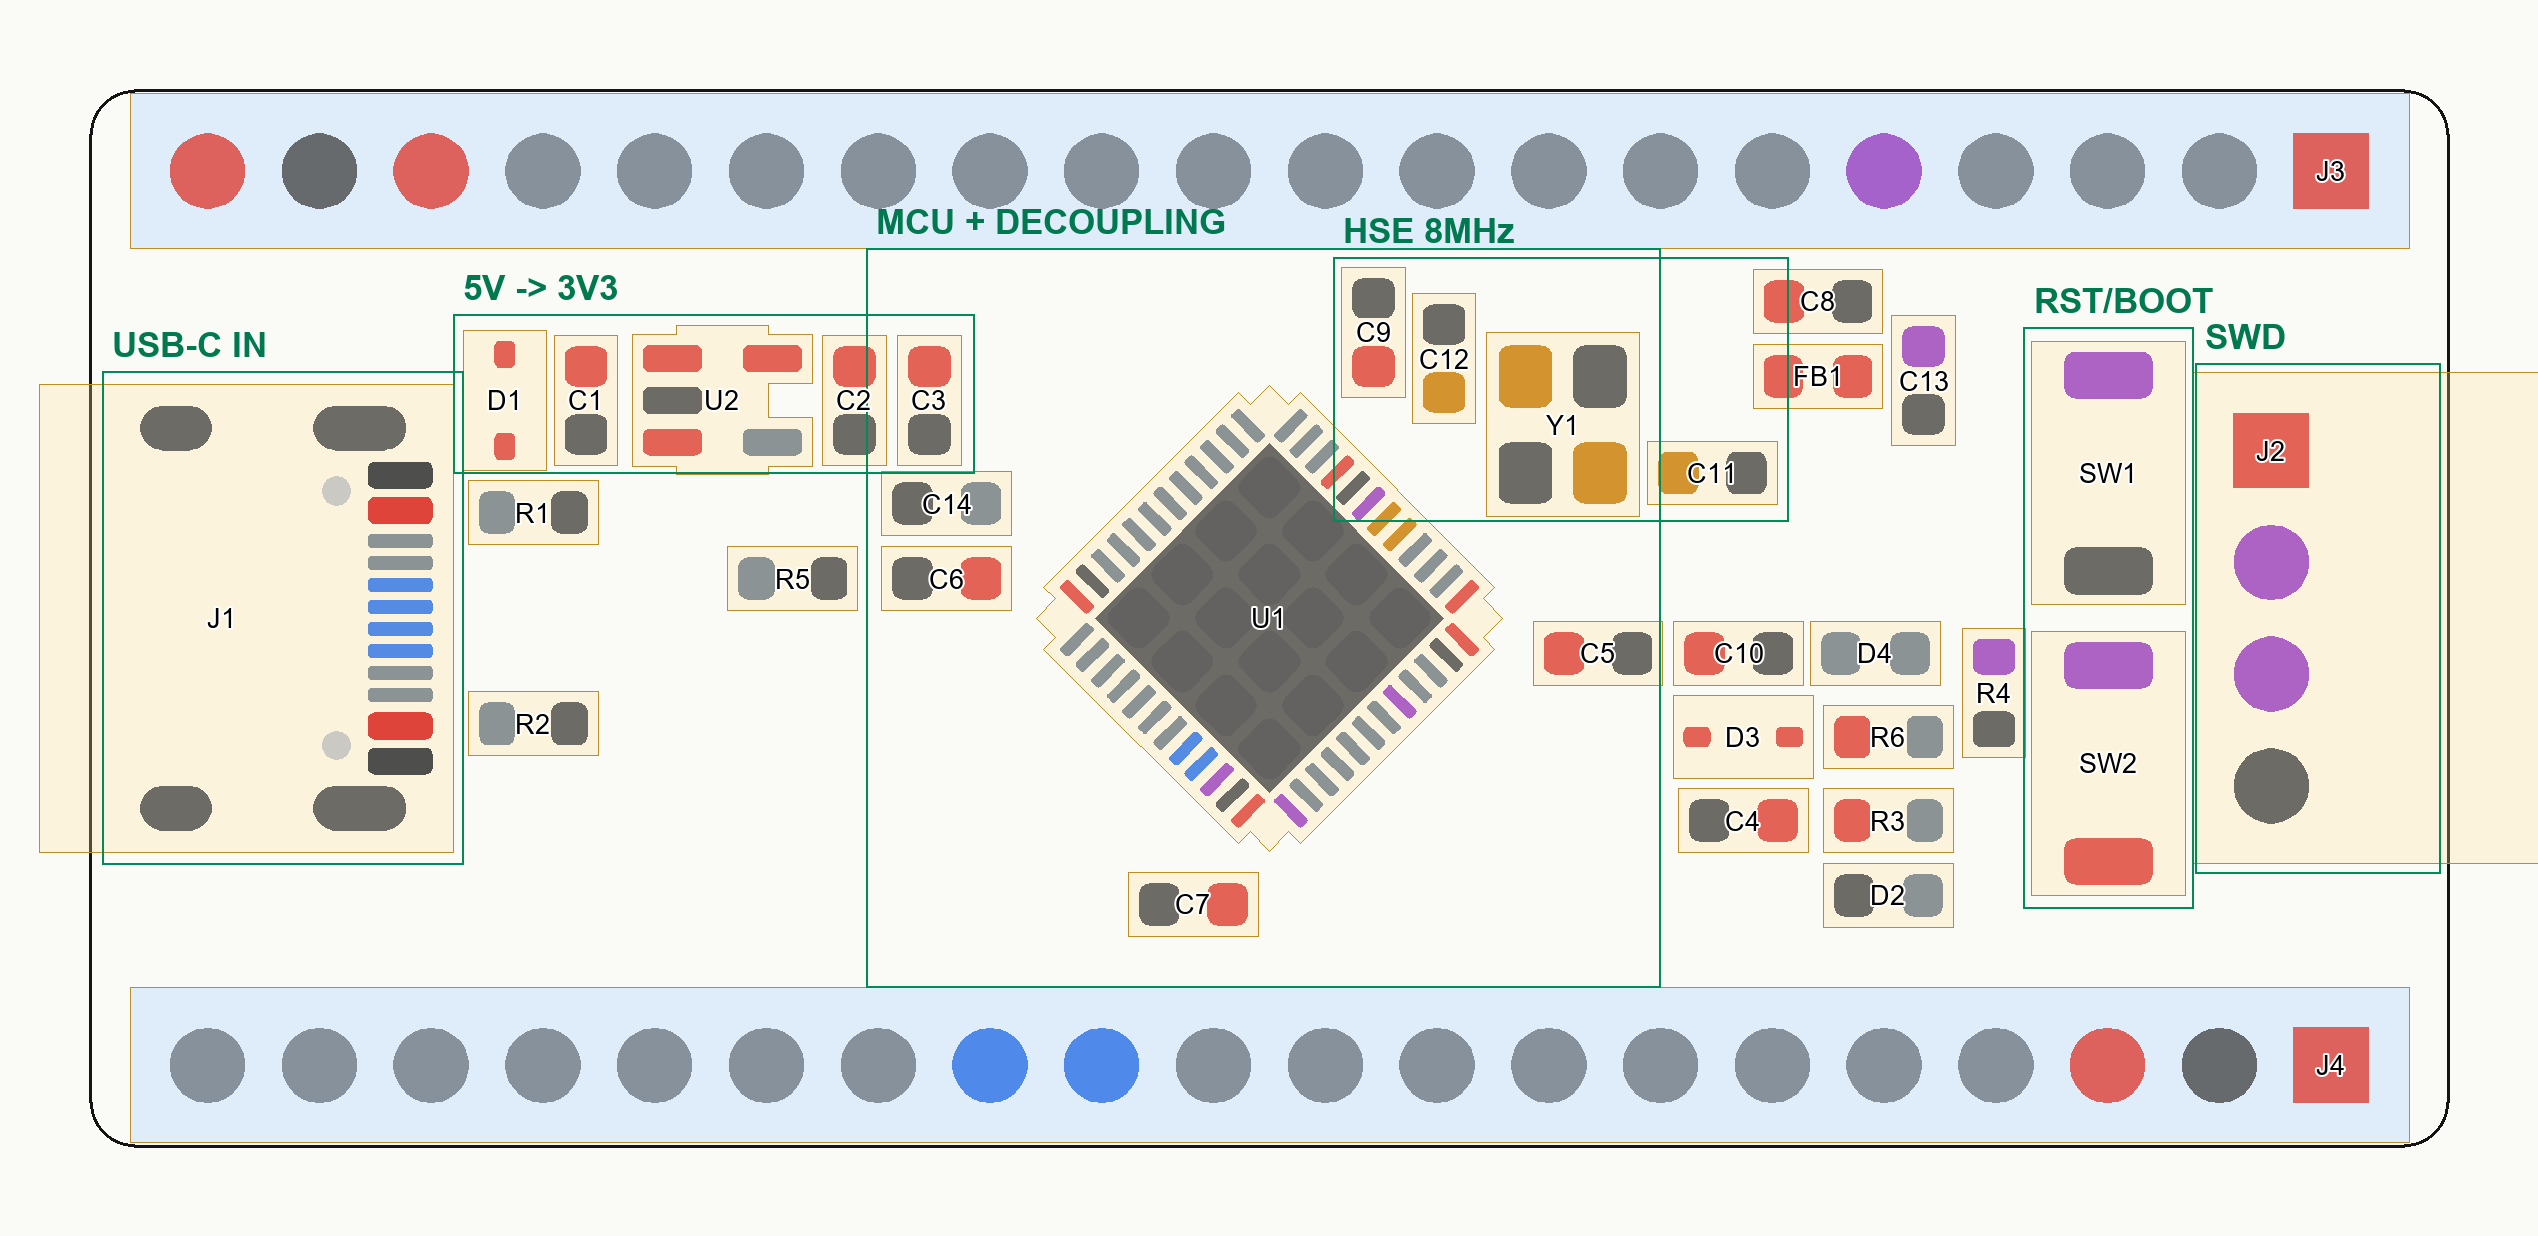 J3
MCU + DECOUPLING
HSE 8MHz
5V -> 3V3
RST/BOOT
USB-C IN
SWD
C8
C9
C12
FB1
C13
D1
C1
U2
C2
C3
Y1
J2
C11
SW1
C14
R1
R5
C6
J1
U1
C5
C10
D4
R4
R2
D3
R6
SW2
C4
R3
C7
D2
J4